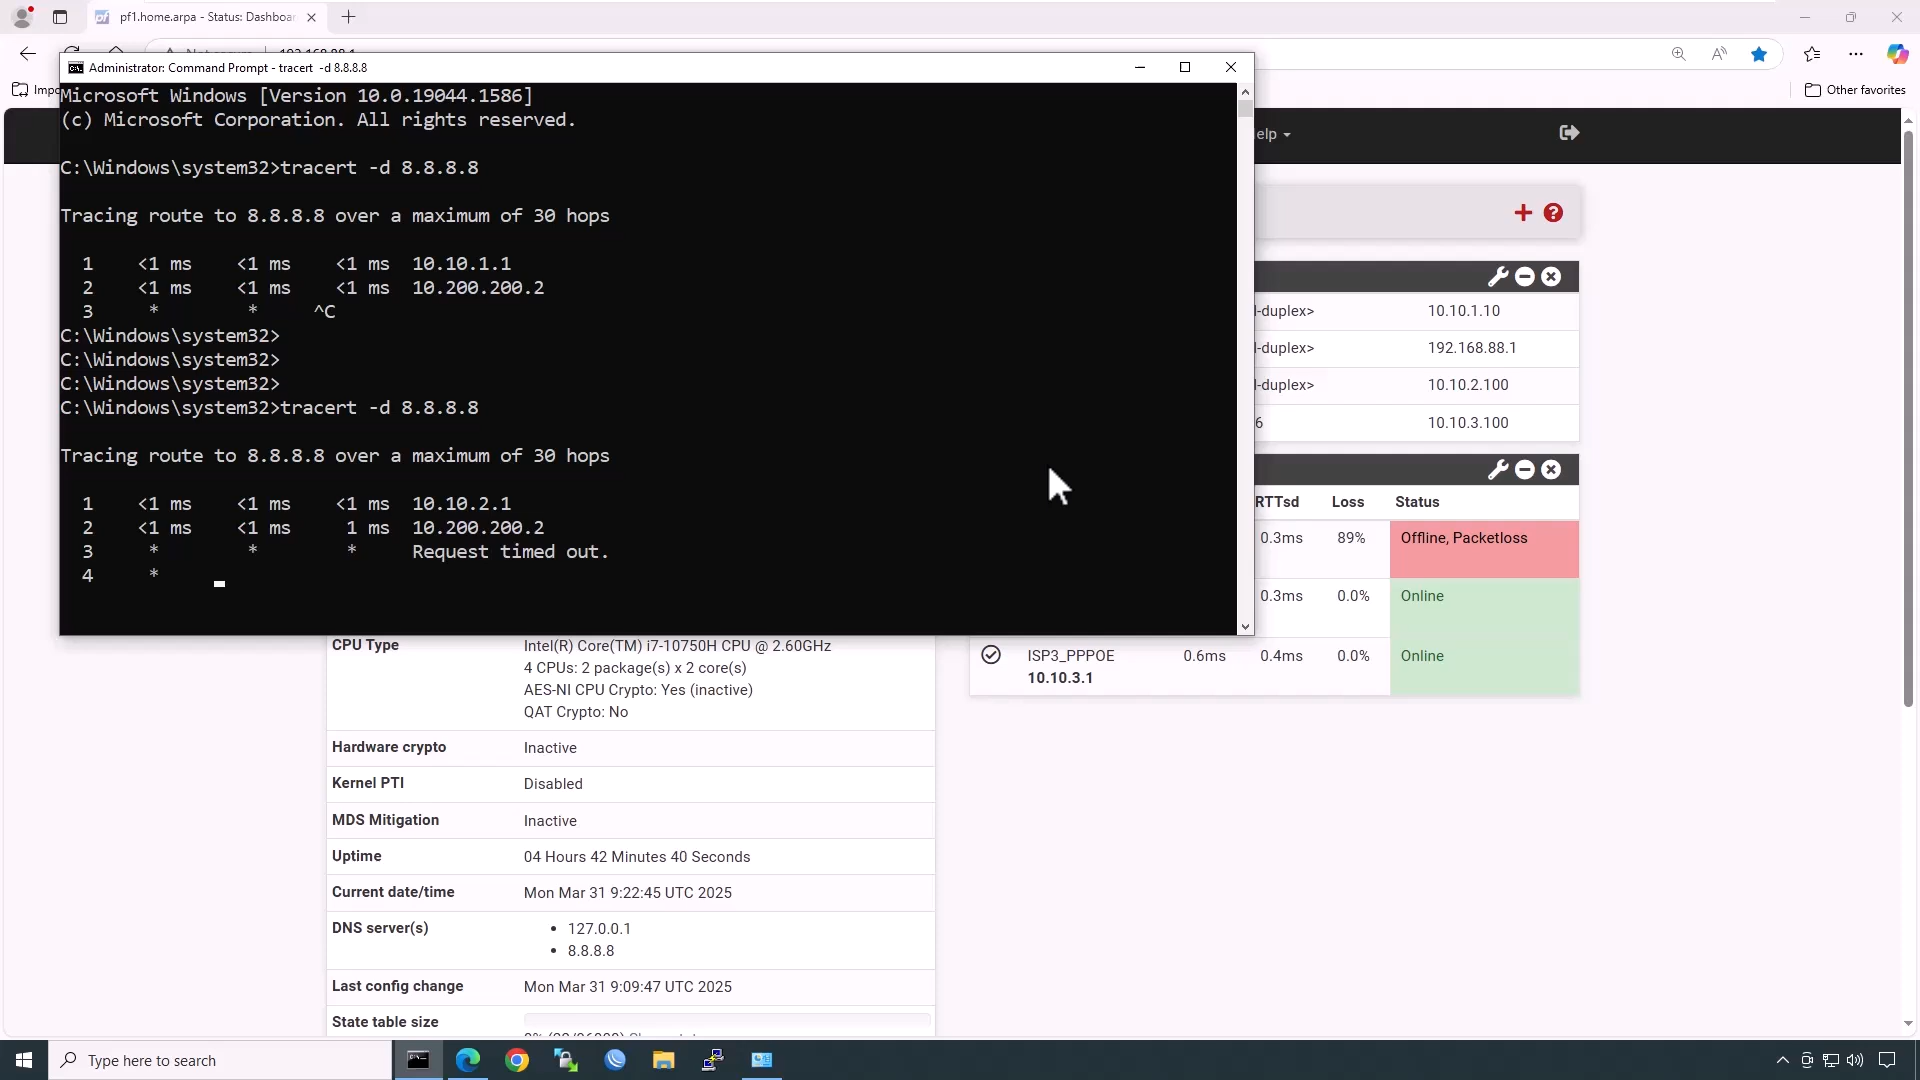 pf1.home.arpa - Status: Dashboa
Administrator: Command Prompt - tracert -d 8.8.8.8
Other favorites
Microsoft Windows [Version 10.0.19044.1586]
(c) Microsoft Corporation. All rights reserved.
C:\Windows\system32>tracert -d 8.8.8.8
Tracing route to 8.8.8.8 over a maximum of 30 hops
1 <1 ms <1 ms <1 ms 10.10.1.1
2 <1 ms <1 ms <1 ms 10.200.200.2
3 * * ^C
C:\Windows\system32>
C:\Windows\system32>
C:\Windows\system32>
C:\Windows\system32>tracert -d 8.8.8.8
Tracing route to 8.8.8.8 over a maximum of 30 hops
1 <1 ms <1 ms <1 ms 10.10.2.1
2 <1 ms <1 ms 1 ms 10.200.200.2
3 * * * Request timed out.
4 *
elp
l-duplex> 10.10.1.10
l-duplex> 192.168.88.1
l-duplex> 10.10.2.100
6 10.10.3.100
RTTsd Loss Status
0.3ms 89% Offline, Packetloss
0.3ms 0.0% Online
ISP3_PPPOE 0.6ms 0.4ms 0.0% Online
10.10.3.1
CPU Type Intel(R) Core(TM) i7-10750H CPU @ 2.60GHz
4 CPUs: 2 package(s) x 2 core(s)
AES-NI CPU Crypto: Yes (inactive)
QAT Crypto: No
Hardware crypto Inactive
Kernel PTI Disabled
MDS Mitigation Inactive
Uptime 04 Hours 42 Minutes 40 Seconds
Current date/time Mon Mar 31 9:22:45 UTC 2025
DNS server(s) • 127.0.0.1
• 8.8.8.8
Last config change Mon Mar 31 9:09:47 UTC 2025
State table size
Type here to search